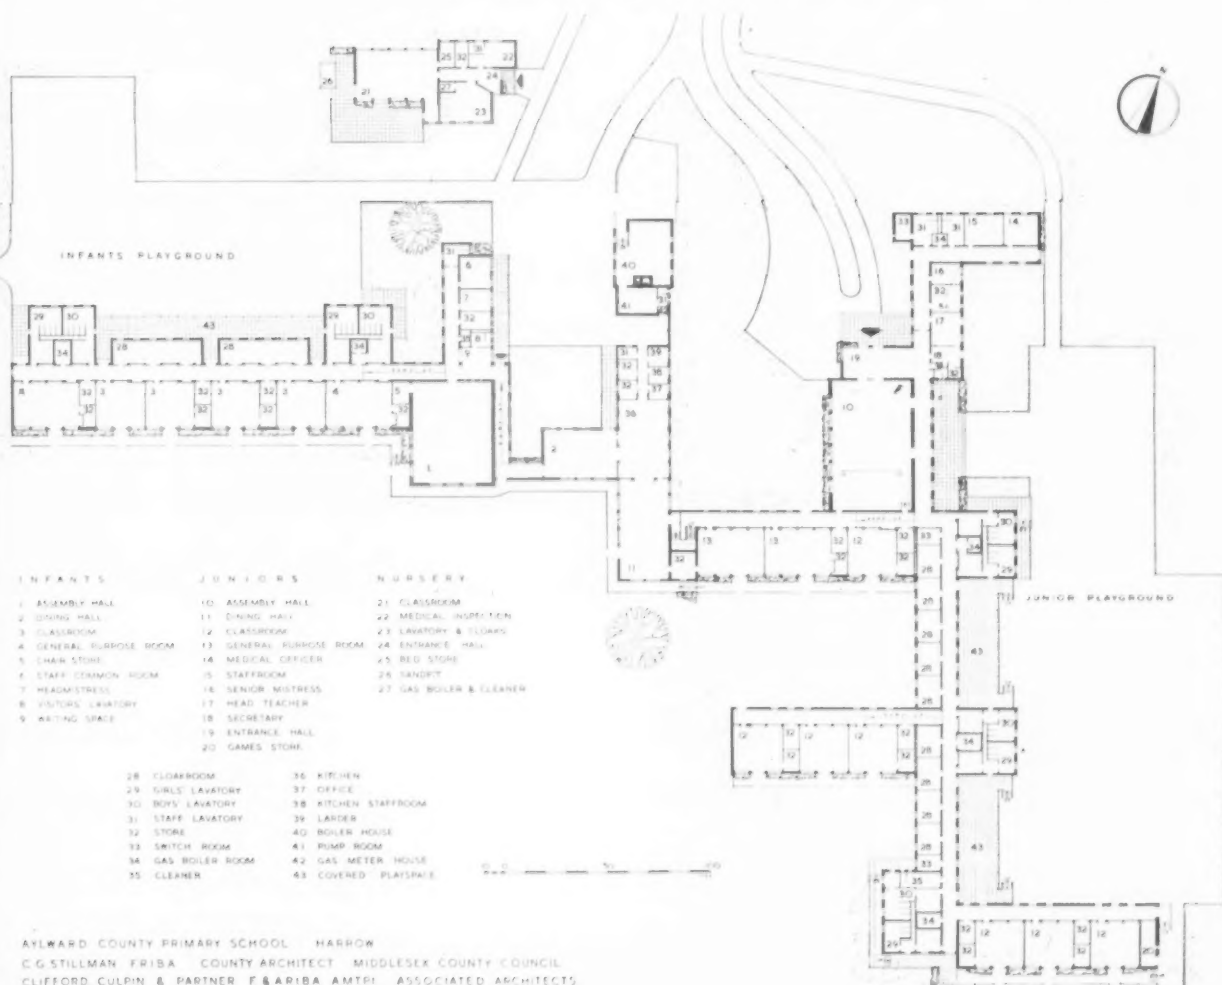 N
INFANTS PLAYGROUND
JUNIOR PLAYGROUND
INFANTS
1 ASSEMBLY HALL
2 DINING HALL
3 CLASSROOM
4 GENERAL PURPOSE ROOM
5 CHAIR STORE
6 STAFF COMMON ROOM
7 HEADMISTRESS
8 VISITORS' LAVATORY
9 WAITING SPACE
JUNIORS
10 ASSEMBLY HALL
11 DINING HALL
12 CLASSROOM
13 GENERAL PURPOSE ROOM
14 MEDICAL OFFICER
15 STAFFROOM
16 SENIOR MISTRESS
17 HEAD TEACHER
18 SECRETARY
19 ENTRANCE HALL
20 GAMES STORE
NURSERY
21 CLASSROOM
22 MEDICAL INSPECTION
23 LAVATORY & CLOAKS
24 ENTRANCE HALL
25 BED STORE
26 SANDPIT
27 GAS BOILER & CLEANER
28 CLOAKROOM
29 GIRLS' LAVATORY
30 BOYS' LAVATORY
31 STAFF LAVATORY
32 STORE
33 SWITCH ROOM
34 GAS BOILER ROOM
35 CLEANER
36 KITCHEN
37 OFFICE
38 KITCHEN STAFFROOM
39 LARDER
40 BOILER HOUSE
41 PUMP ROOM
42 GAS METER HOUSE
43 COVERED PLAYSPACE
AYLWARD COUNTY PRIMARY SCHOOL HARROW
C.G. STILLMAN FRIBA COUNTY ARCHITECT MIDDLESEX COUNTY COUNCIL
CLIFFORD CULPIN & PARTNER F & ARIBA AMTPI ASSOCIATED ARCHITECTS